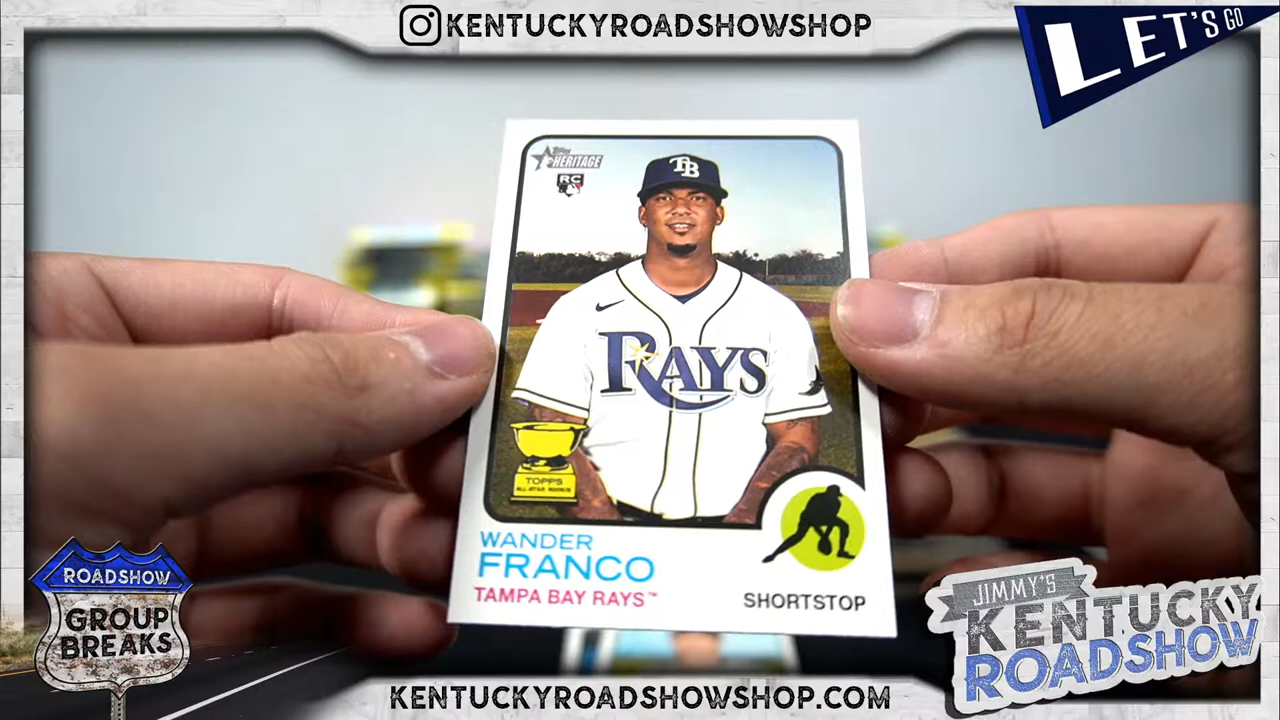 KENTUCKYROADSHOWSHOP
LET'S GO
Topps
HERITAGE
RC
TB
RAYS
TOPPS
ALL-STAR ROOKIE
WANDER
FRANCO
TAMPA BAY RAYS™
SHORTSTOP
ROADSHOW
GROUP
BREAKS
JIMMY'S
KENTUCKY
ROADSHOW
KENTUCKYROADSHOWSHOP.COM